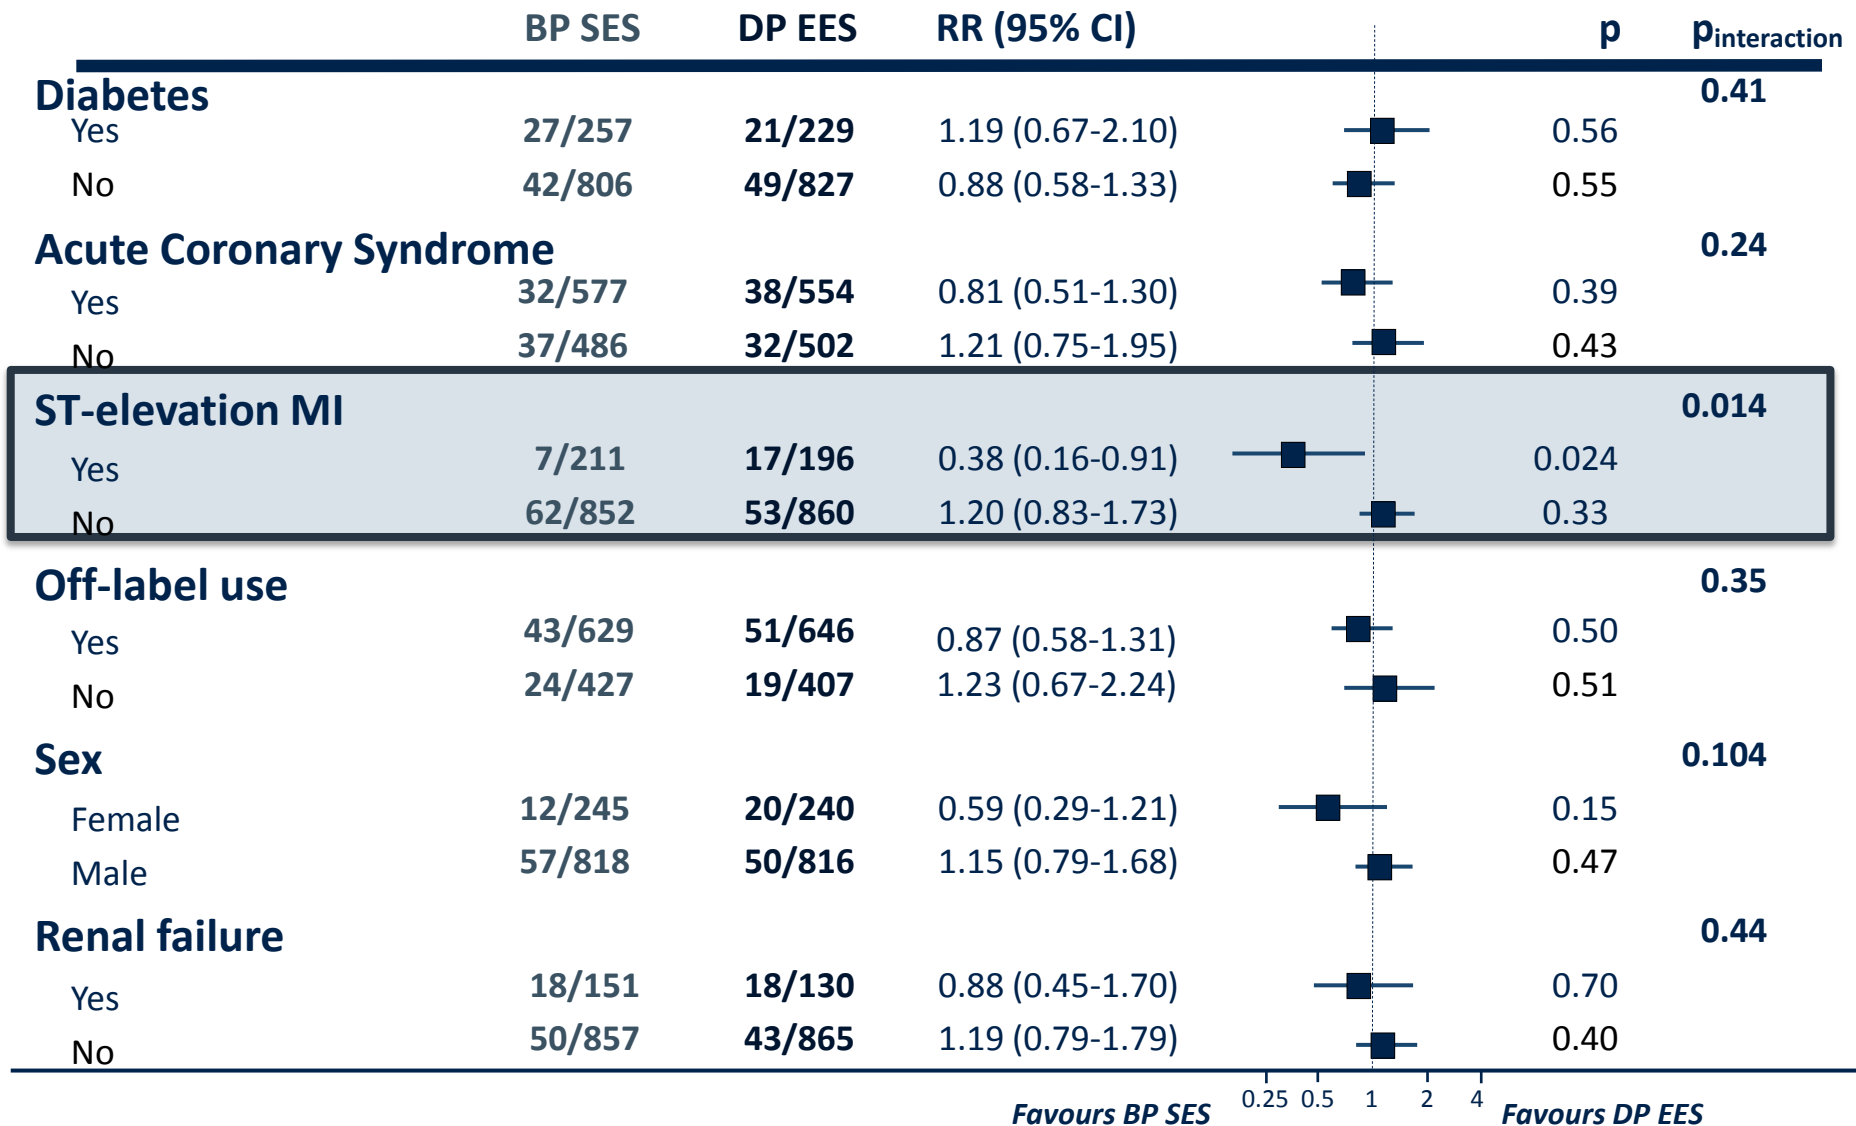 BP SES DP EES RR (95% CI) p pinteraction
Diabetes 0.41
Yes 27/257 21/229 1.19 (0.67-2.10) 0.56
No 42/806 49/827 0.88 (0.58-1.33) 0.55
Acute Coronary Syndrome 0.24
Yes 32/577 38/554 0.81 (0.51-1.30) 0.39
No 37/486 32/502 1.21 (0.75-1.95) 0.43
ST-elevation MI 0.014
Yes 7/211 17/196 0.38 (0.16-0.91) 0.024
No 62/852 53/860 1.20 (0.83-1.73) 0.33
Off-label use 0.35
Yes 43/629 51/646 0.87 (0.58-1.31) 0.50
No 24/427 19/407 1.23 (0.67-2.24) 0.51
Sex 0.104
Female 12/245 20/240 0.59 (0.29-1.21) 0.15
Male 57/818 50/816 1.15 (0.79-1.68) 0.47
Renal failure 0.44
Yes 18/151 18/130 0.88 (0.45-1.70) 0.70
No 50/857 43/865 1.19 (0.79-1.79) 0.40
Favours BP SES 0.25 0.5 1 2 4 Favours DP EES